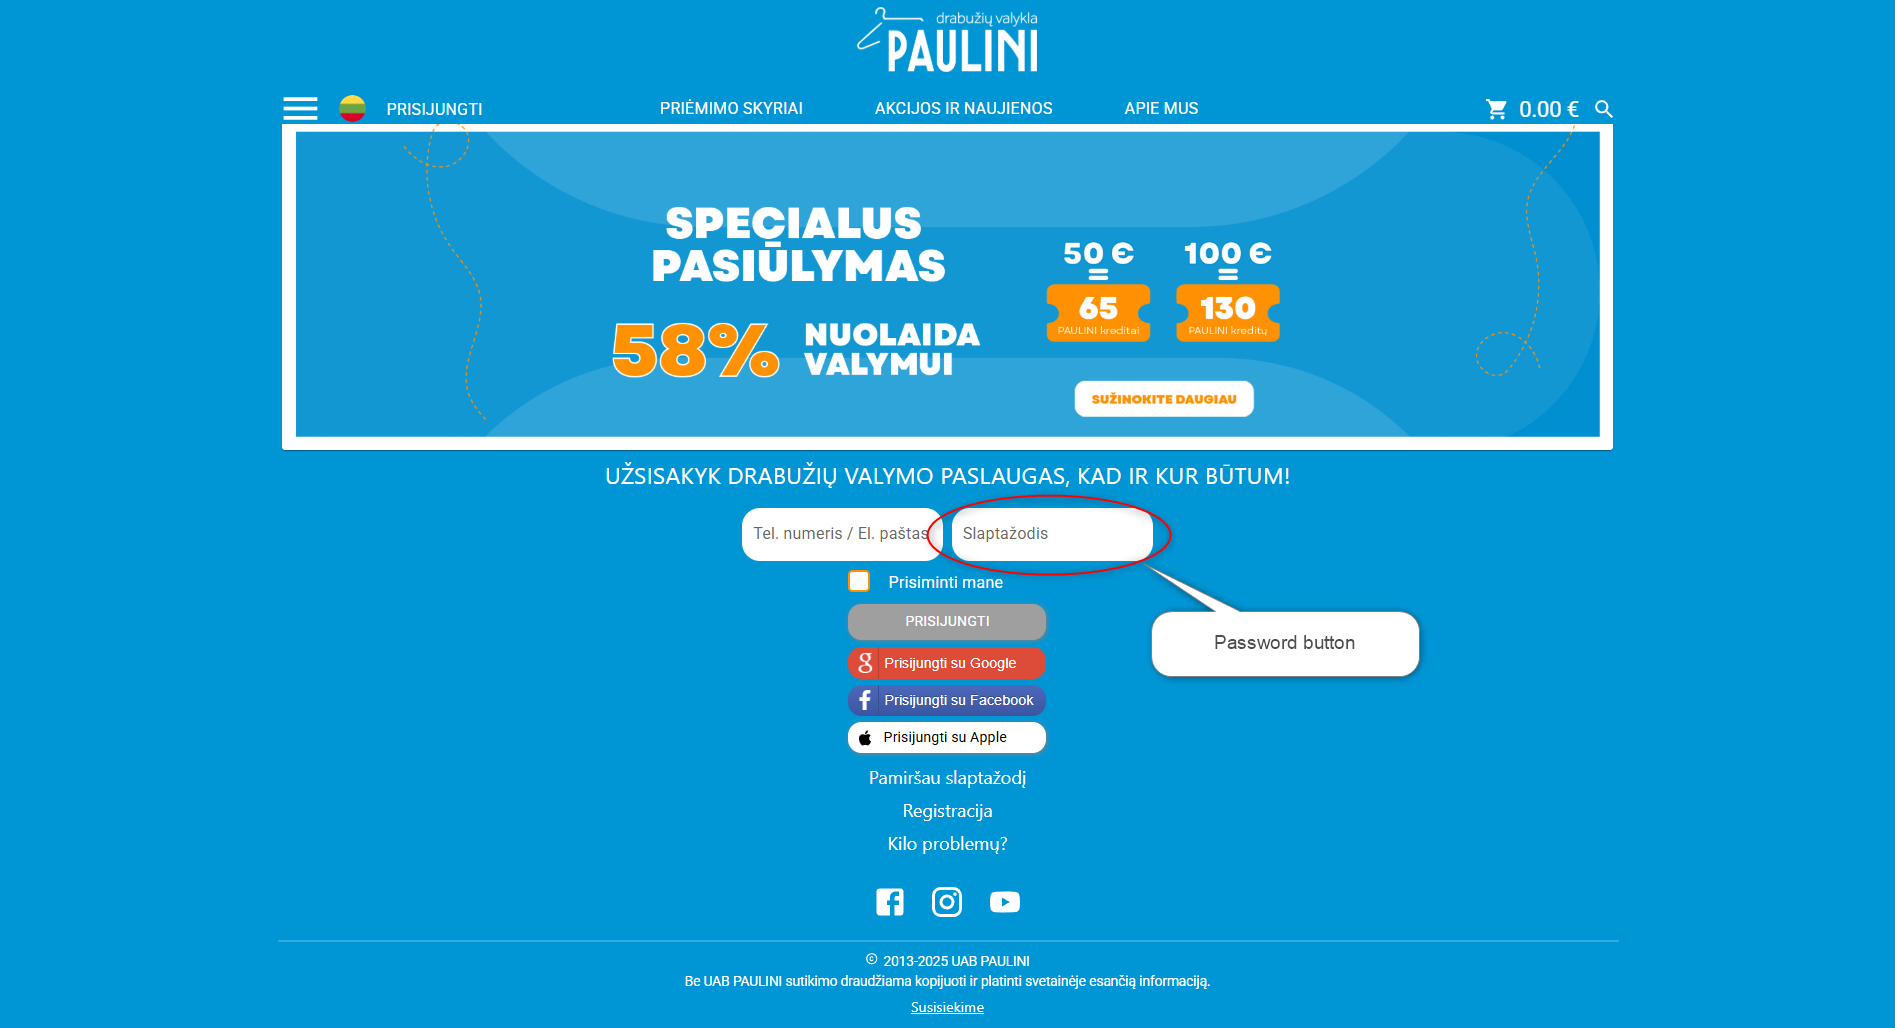 drabužių valykla
PAULINI
PRISIJUNGTI
PRIĖMIMO SKYRIAI
AKCIJOS IR NAUJIENOS
APIE MUS
0.00 €
SPECIALUS
PASIŪLYMAS
58%
NUOLAIDA
VALYMUI
50 €
=
65
PAULINI kreditai
100 €
=
130
PAULINI kreditų
SUŽINOKITE DAUGIAU
UŽSISAKYK DRABUŽIŲ VALYMO PASLAUGAS, KAD IR KUR BŪTUM!
Tel. numeris / El. paštas
Slaptažodis
Prisiminti mane
PRISIJUNGTI
Password button
Prisijungti su Google
Prisijungti su Facebook
Prisijungti su Apple
Pamiršau slaptažodį
Registracija
Kilo problemų?
© 2013-2025 UAB PAULINI
Be UAB PAULINI sutikimo draudžiama kopijuoti ir platinti svetainėje esančią informaciją.
Susisiekime